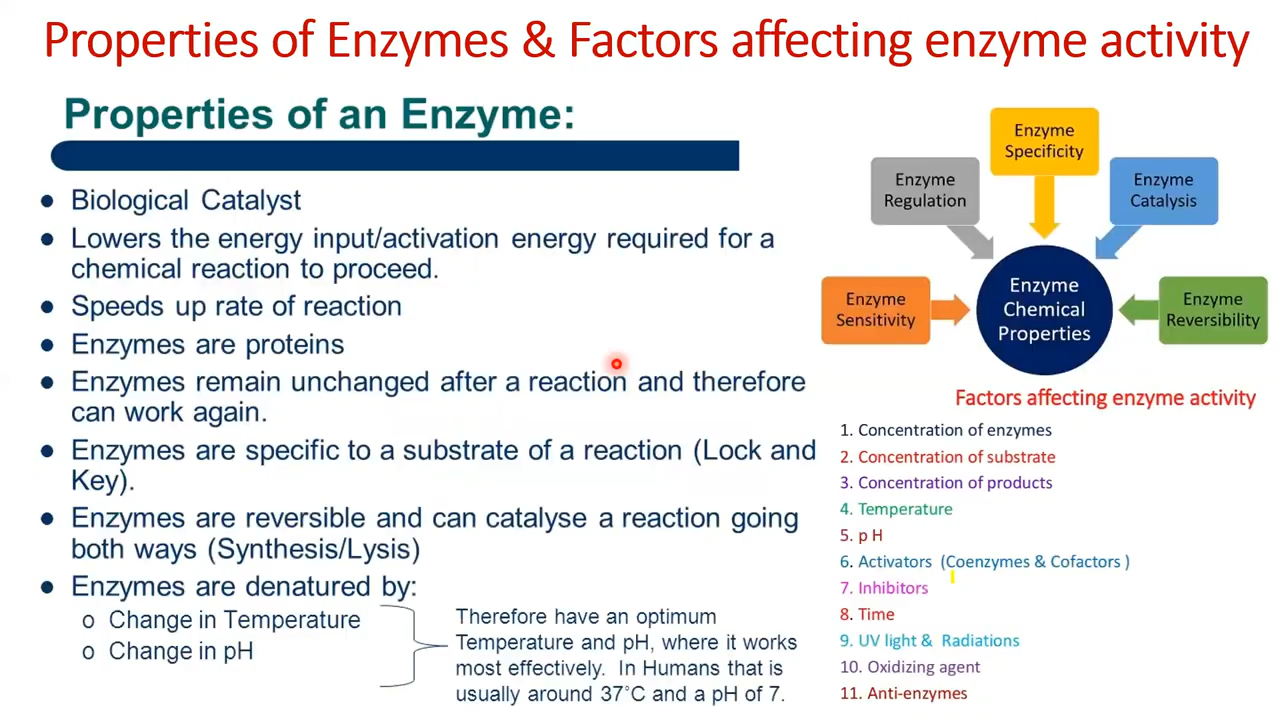 Properties of Enzymes & Factors affecting enzyme activity
Properties of an Enzyme:
● Biological Catalyst
● Lowers the energy input/activation energy required for a
chemical reaction to proceed.
● Speeds up rate of reaction
● Enzymes are proteins
● Enzymes remain unchanged after a reaction and therefore
can work again.
● Enzymes are specific to a substrate of a reaction (Lock and
Key).
● Enzymes are reversible and can catalyse a reaction going
both ways (Synthesis/Lysis)
● Enzymes are denatured by:
o Change in Temperature
o Change in pH
Therefore have an optimum
Temperature and pH, where it works
most effectively. In Humans that is
usually around 37°C and a pH of 7.
Enzyme
Specificity
Enzyme
Regulation
Enzyme
Catalysis
Enzyme
Sensitivity
Enzyme
Chemical
Properties
Enzyme
Reversibility
Factors affecting enzyme activity
1. Concentration of enzymes
2. Concentration of substrate
3. Concentration of products
4. Temperature
5. p H
6. Activators (Coenzymes & Cofactors )
7. Inhibitors
8. Time
9. UV light & Radiations
10. Oxidizing agent
11. Anti-enzymes